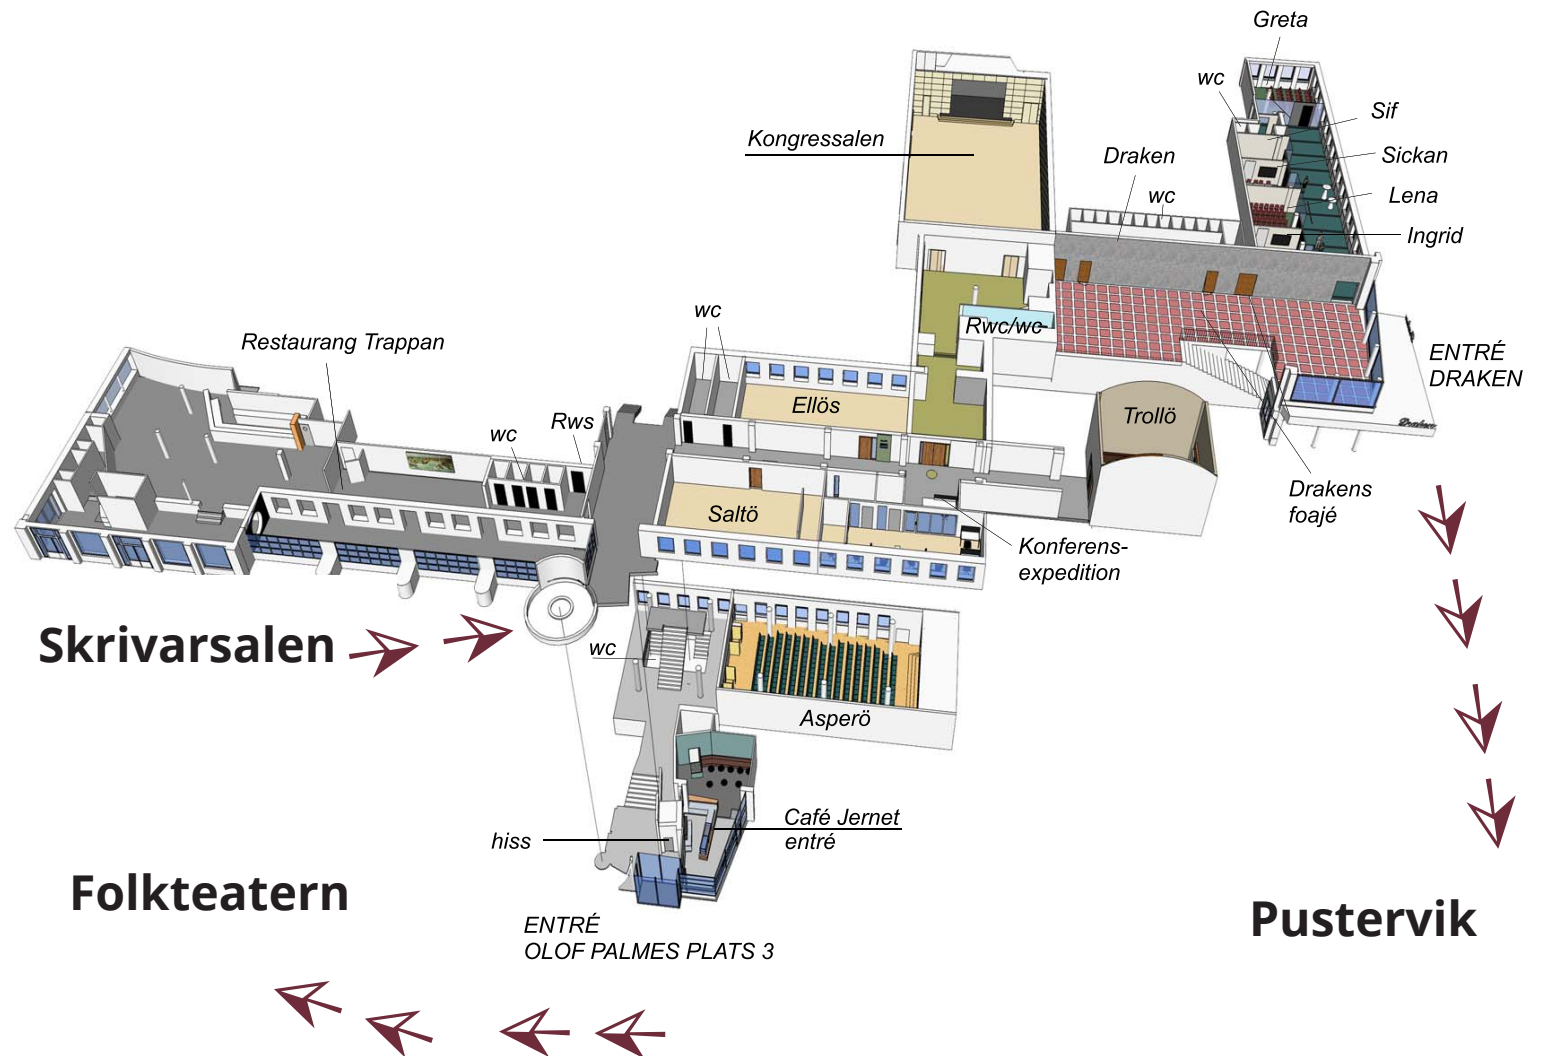 Greta
wc
Sif
Kongressalen
Draken
Sickan
wc
Lena
Ingrid
wc
Rwc/wc
Restaurang Trappan
ENTRÉ
DRAKEN
Ellös
Trollö
Rws
wc
Draken
Saltö
Drakens
foajé
Konferens-
expedition
Skrivarsalen
wc
Asperö
Café Jernet
entré
hiss
Folkteatern
Pustervik
ENTRÉ
OLOF PALMES PLATS 3